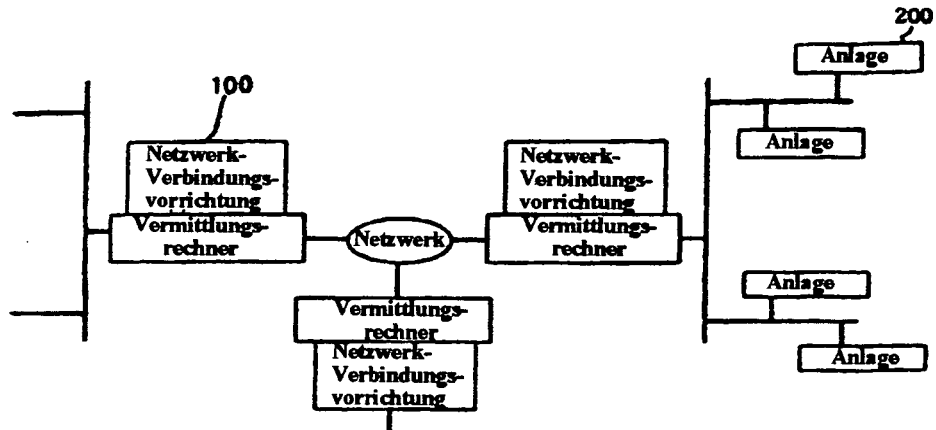 200
Anlage
100
Anlage
Netzwerk-
Verbindungs-
vorrichtung
Vermittlungs-
rechner
Netzwerk
Netzwerk-
Verbindungs-
vorrichtung
Vermittlungs-
rechner
Vermittlungs-
rechner
Netzwerk-
Verbindungs-
vorrichtung
Anlage
Anlage